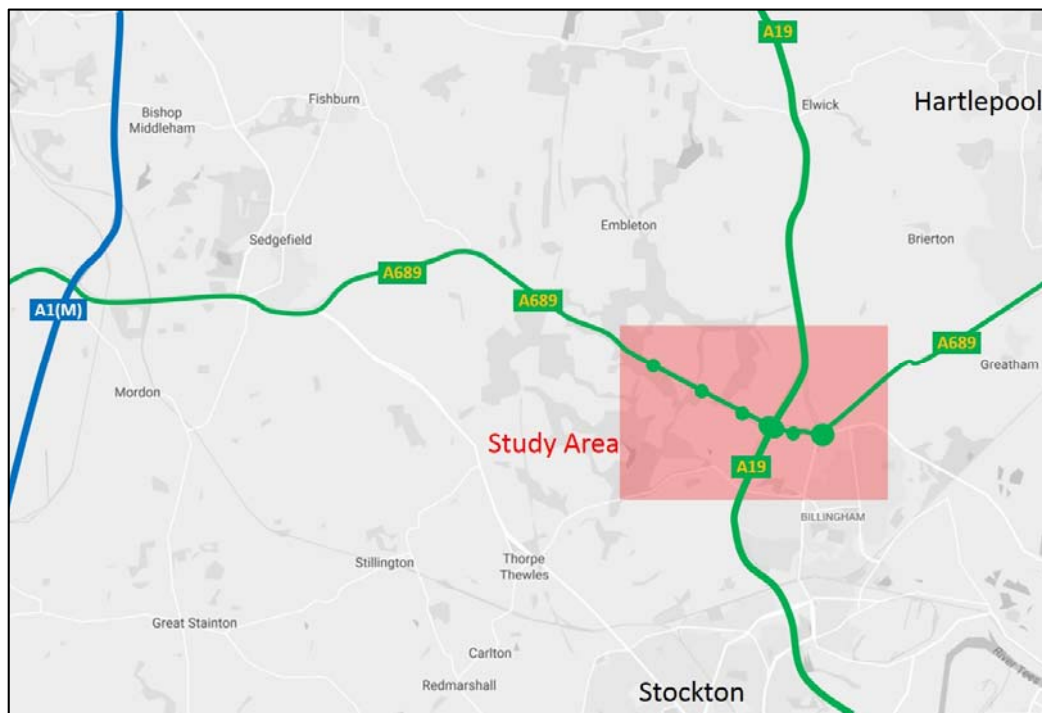 A19
Elwick
Hartlepool
Fishburn
Bishop
Middleham
Embleton
Sedgefield
Brierton
A689
A689
A1(M)
A689
Greatham
Mordon
Study Area
A19
BILLINGHAM
Stillington
Thorpe
Thewles
Great Stainton
Carlton
Redmarshall
Stockton
River Tees